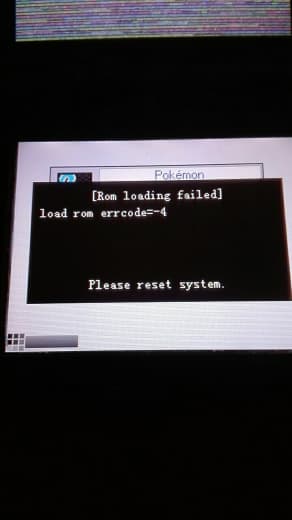 Pokémon
[Rom loading failed]
load rom errcode=-4
Please reset system.